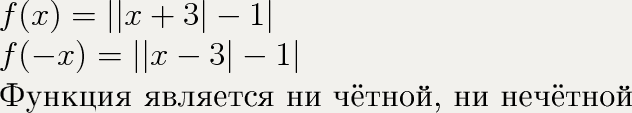 f(x) = ||x + 3| − 1|
f(−x) = ||x − 3| − 1|
Функция является ни чётной, ни нечётной